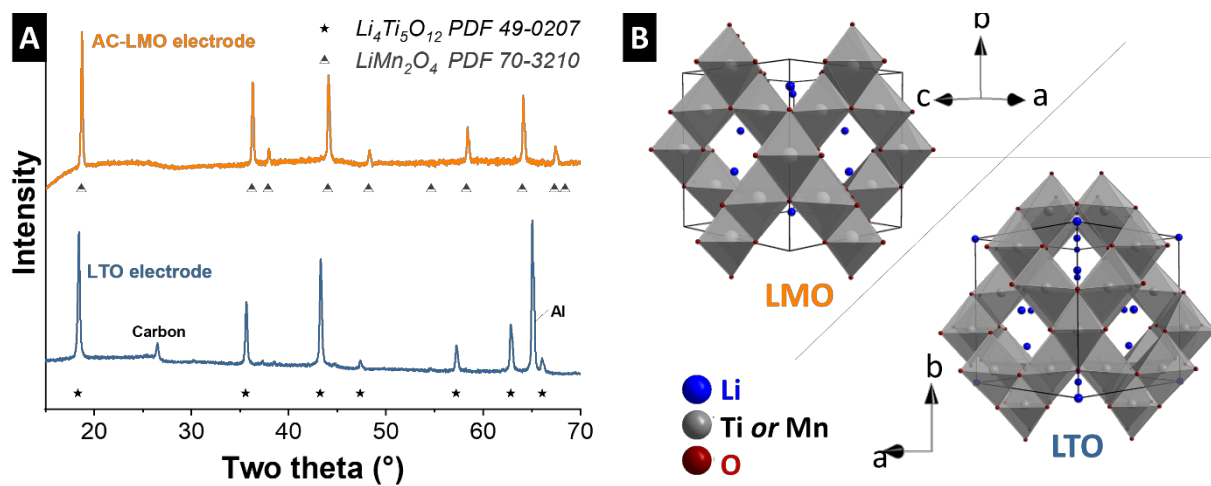 A
AC-LMO electrode
★ Li4Ti5O12 PDF 49-0207
LiMn2O4 PDF 70-3210
Intensity
LTO electrode
Carbon
Al
20 30 40 50 60 70
Two theta (°)
B
b
c a
LMO
b
a
LTO
Li
Ti or Mn
O